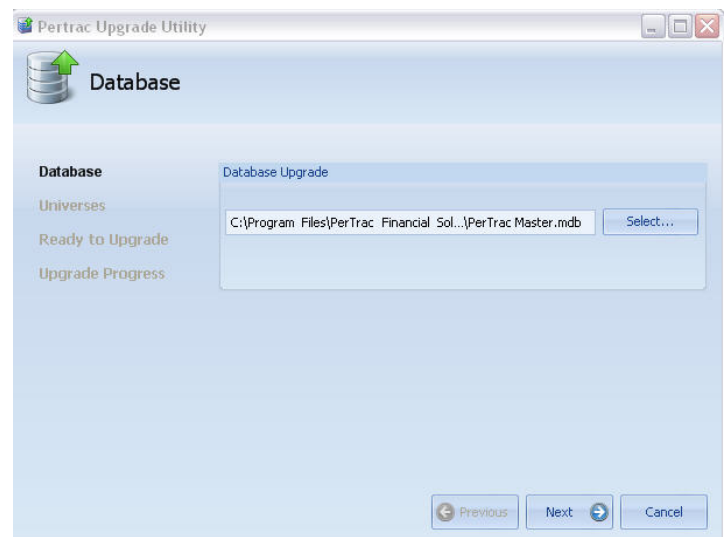 Pertrac Upgrade Utility
Database
Database
Universes
Ready to Upgrade
Upgrade Progress
Database Upgrade
C:\Program Files\PerTrac Financial Sol...\PerTrac Master.mdb
Select...
Previous
Next
Cancel